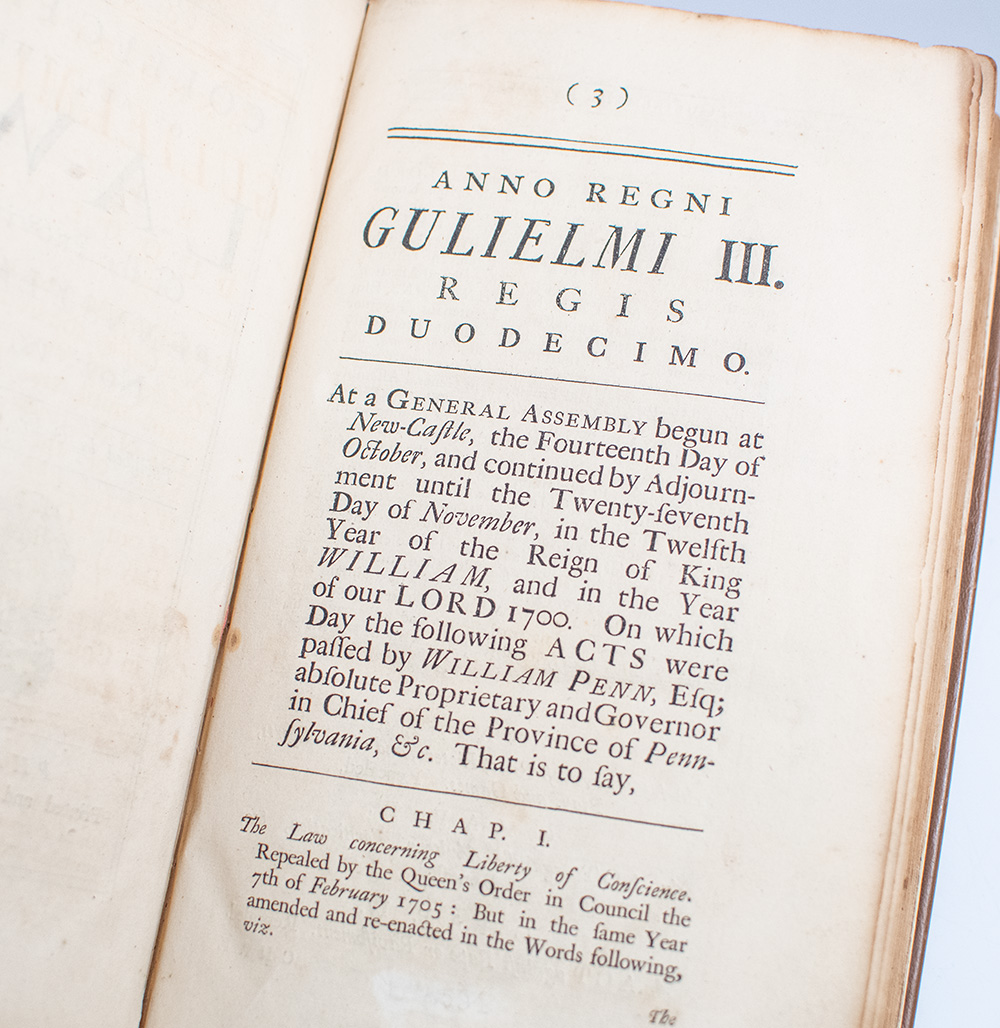 (3)
ANNO REGNI
GULIELMI III.
REGIS
DUODECIMO.
At a GENERAL ASSEMBLY begun at
New-Caſtle, the Fourteenth Day of
October, and continued by Adjourn-
ment until the Twenty-ſeventh
Day of November, in the Twelfth
Year of the Reign of King
WILLIAM, and in the Year
of our LORD 1700. On which
Day the following ACTS were
paſſed by WILLIAM PENN, Eſq;
abſolute Proprietary and Governor
in Chief of the Province of Penn-
ſylvania, &c. That is to ſay,
CHAP. I.
The Law concerning Liberty of Conſcience.
Repealed by the Queen's Order in Council the
7th of February 1705: But in the ſame Year
amended and re-enacted in the Words following,
viz.
The